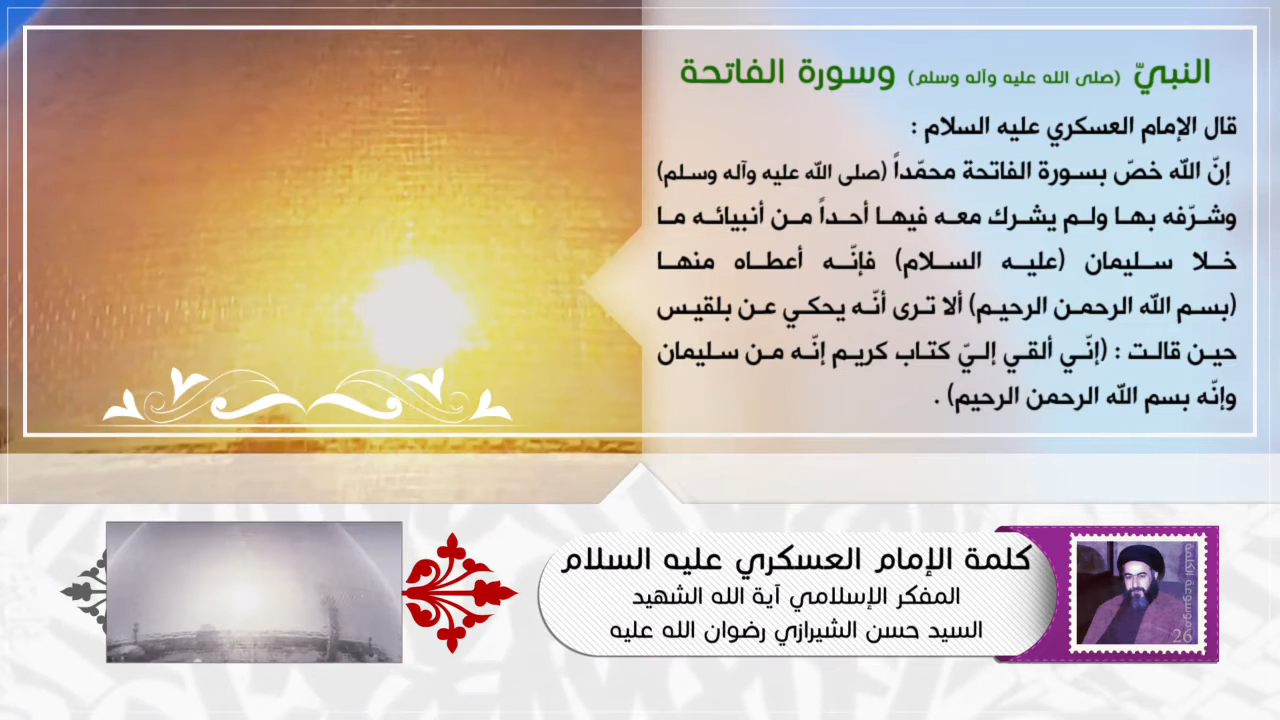 النبيّ (صلى الله عليه وآله وسلم) وسورة الفاتحة
قال الإمام العسكري عليه السلام :
إنّ الله خصّ بسورة الفاتحة محمّداً (صلى الله عليه وآله وسلم)
وشرّفه بها ولم يشرك معه فيها أحداً من أنبيائه ما
خلا سليمان (عليه السلام) فإنّه أعطاه منها
(بسم الله الرحمن الرحيم) ألا ترى أنّه يحكي عن بلقيس
حين قالت : (إنّي ألقي إليّ كتاب كريم إنّه من سليمان
وإنّه بسم الله الرحمن الرحيم) .
كلمة الإمام العسكري عليه السلام
المفكر الإسلامي آية الله الشهيد
السيد حسن الشيرازي رضوان الله عليه
موسوعة الكلمة
26